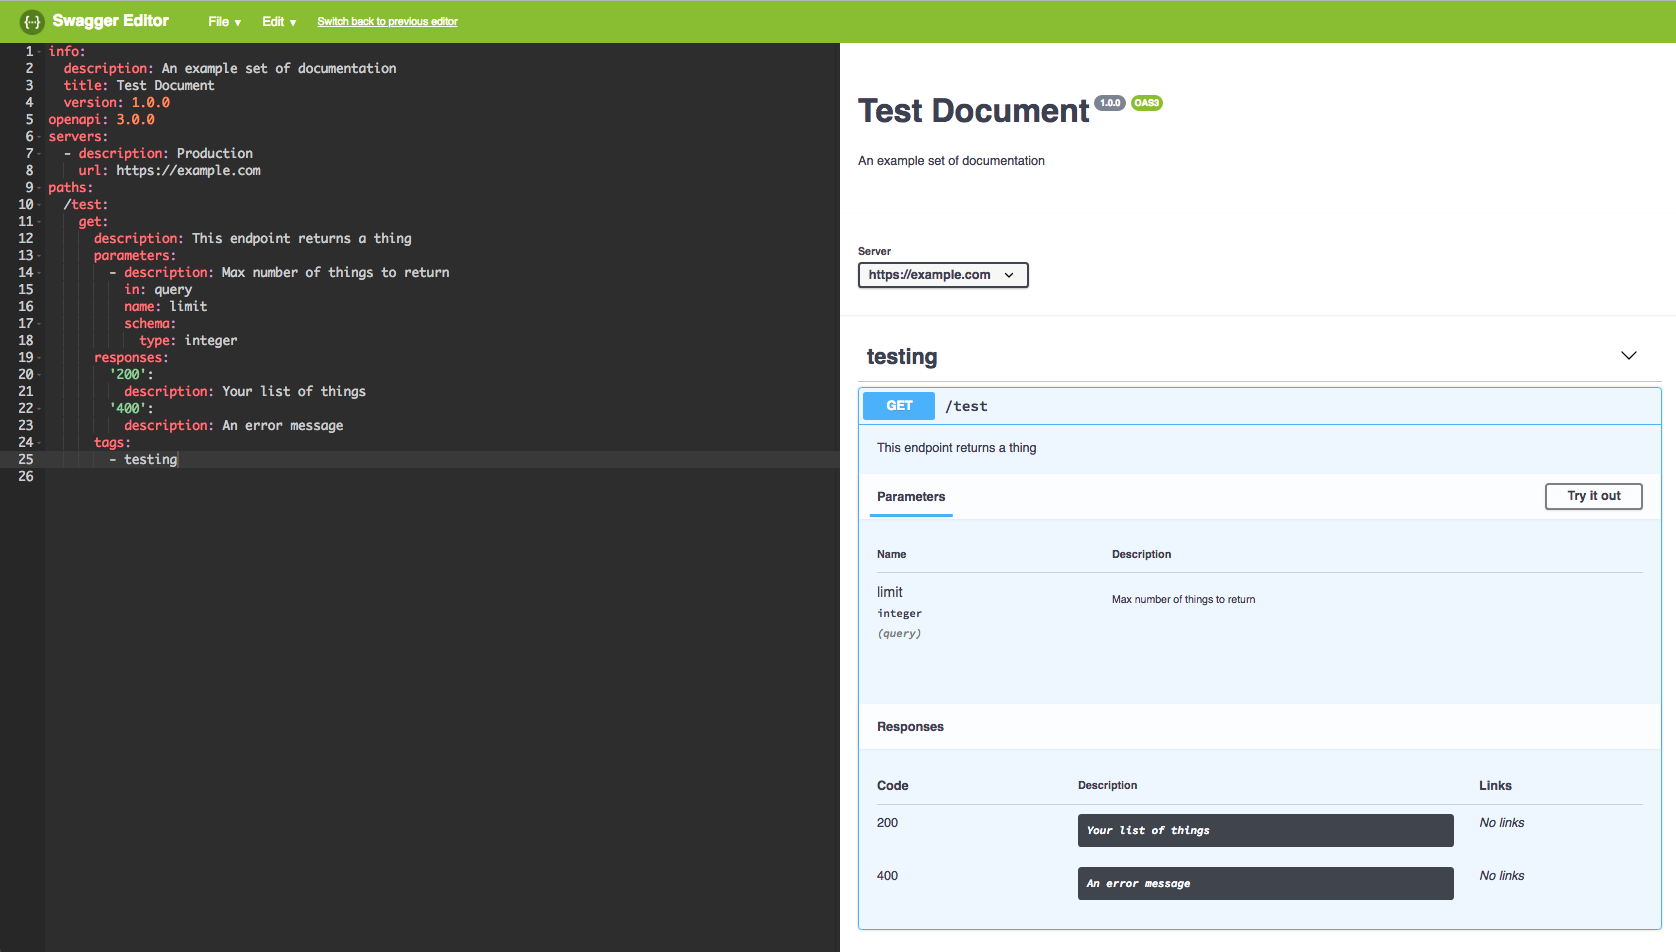 Swagger Editor File ▾ Edit ▾ Switch back to previous editor
1 info:
2   description: An example set of documentation
3   title: Test Document
4   version: 1.0.0
5 openapi: 3.0.0
6 servers:
7   - description: Production
8     url: https://example.com
9 paths:
10   /test:
11     get:
12       description: This endpoint returns a thing
13       parameters:
14         - description: Max number of things to return
15           in: query
16           name: limit
17           schema:
18             type: integer
19       responses:
20         '200':
21           description: Your list of things
22         '400':
23           description: An error message
24       tags:
25         - testing
26
Test Document 1.0.0 OAS3
An example set of documentation
Server
https://example.com
testing
GET /test
This endpoint returns a thing
Parameters Try it out
Name Description
limit
Max number of things to return
integer
(query)
Responses
Code Description Links
200 Your list of things No links
400 An error message No links